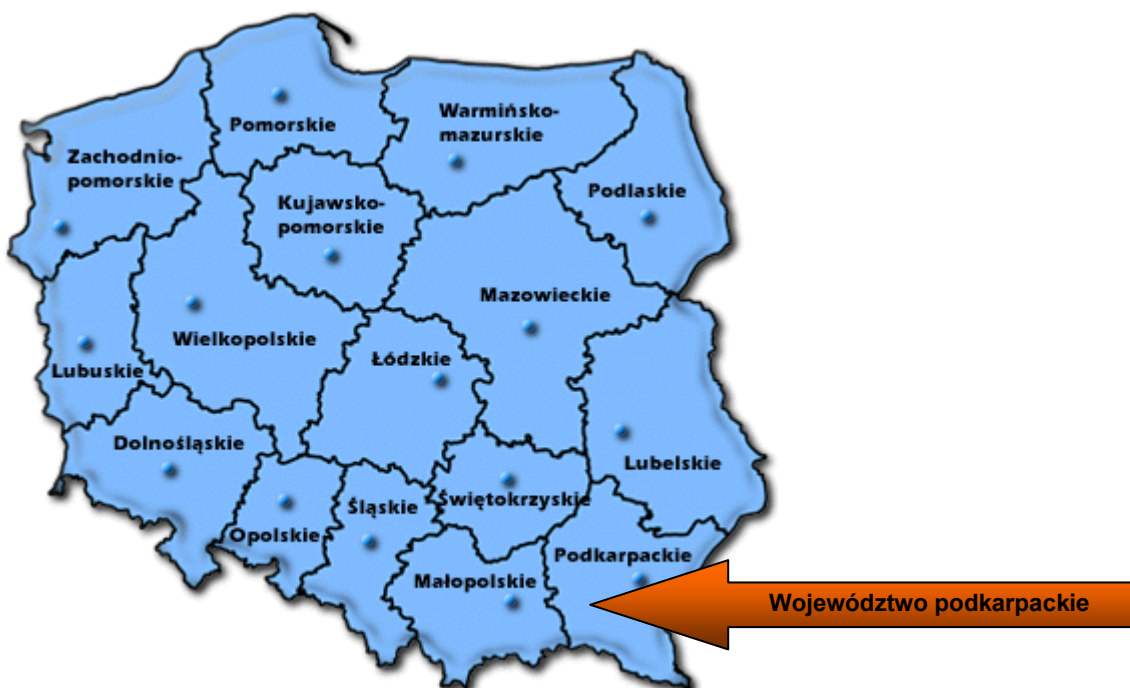 Pomorskie
Warmińsko-
mazurskie
Zachodnio-
pomorskie
Podlaskie
Kujawsko-
pomorskie
Mazowieckie
Wielkopolskie
Łódzkie
Lubuskie
Dolnośląskie
Lubelskie
Śląskie
Świętokrzyskie
Opolskie
Podkarpackie
Małopolskie
Województwo podkarpackie